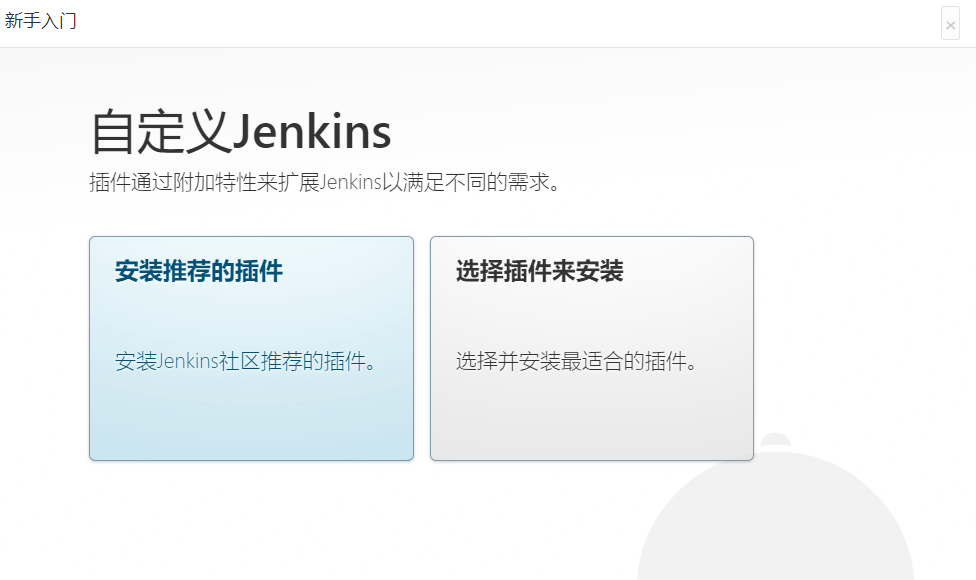 新手入门
×
自定义Jenkins
插件通过附加特性来扩展Jenkins以满足不同的需求。
安装推荐的插件
安装Jenkins社区推荐的插件。
选择插件来安装
选择并安装最适合的插件。